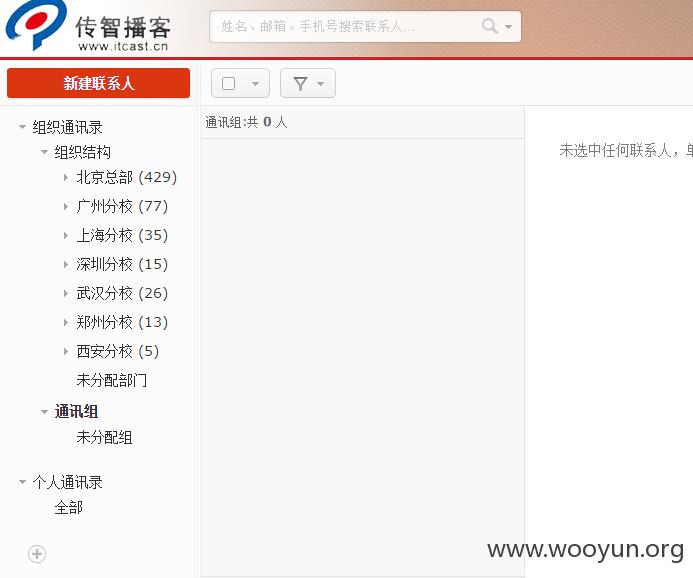 传智播客
www.itcast.cn
姓名、邮箱、手机号搜索联系人...
新建联系人
组织通讯录
组织结构
北京总部 (429)
广州分校 (77)
上海分校 (35)
深圳分校 (15)
武汉分校 (26)
郑州分校 (13)
西安分校 (5)
未分配部门
通讯组
未分配组
个人通讯录
全部
通讯组:共 0 人
未选中任何联系人，单
www.wooyun.org